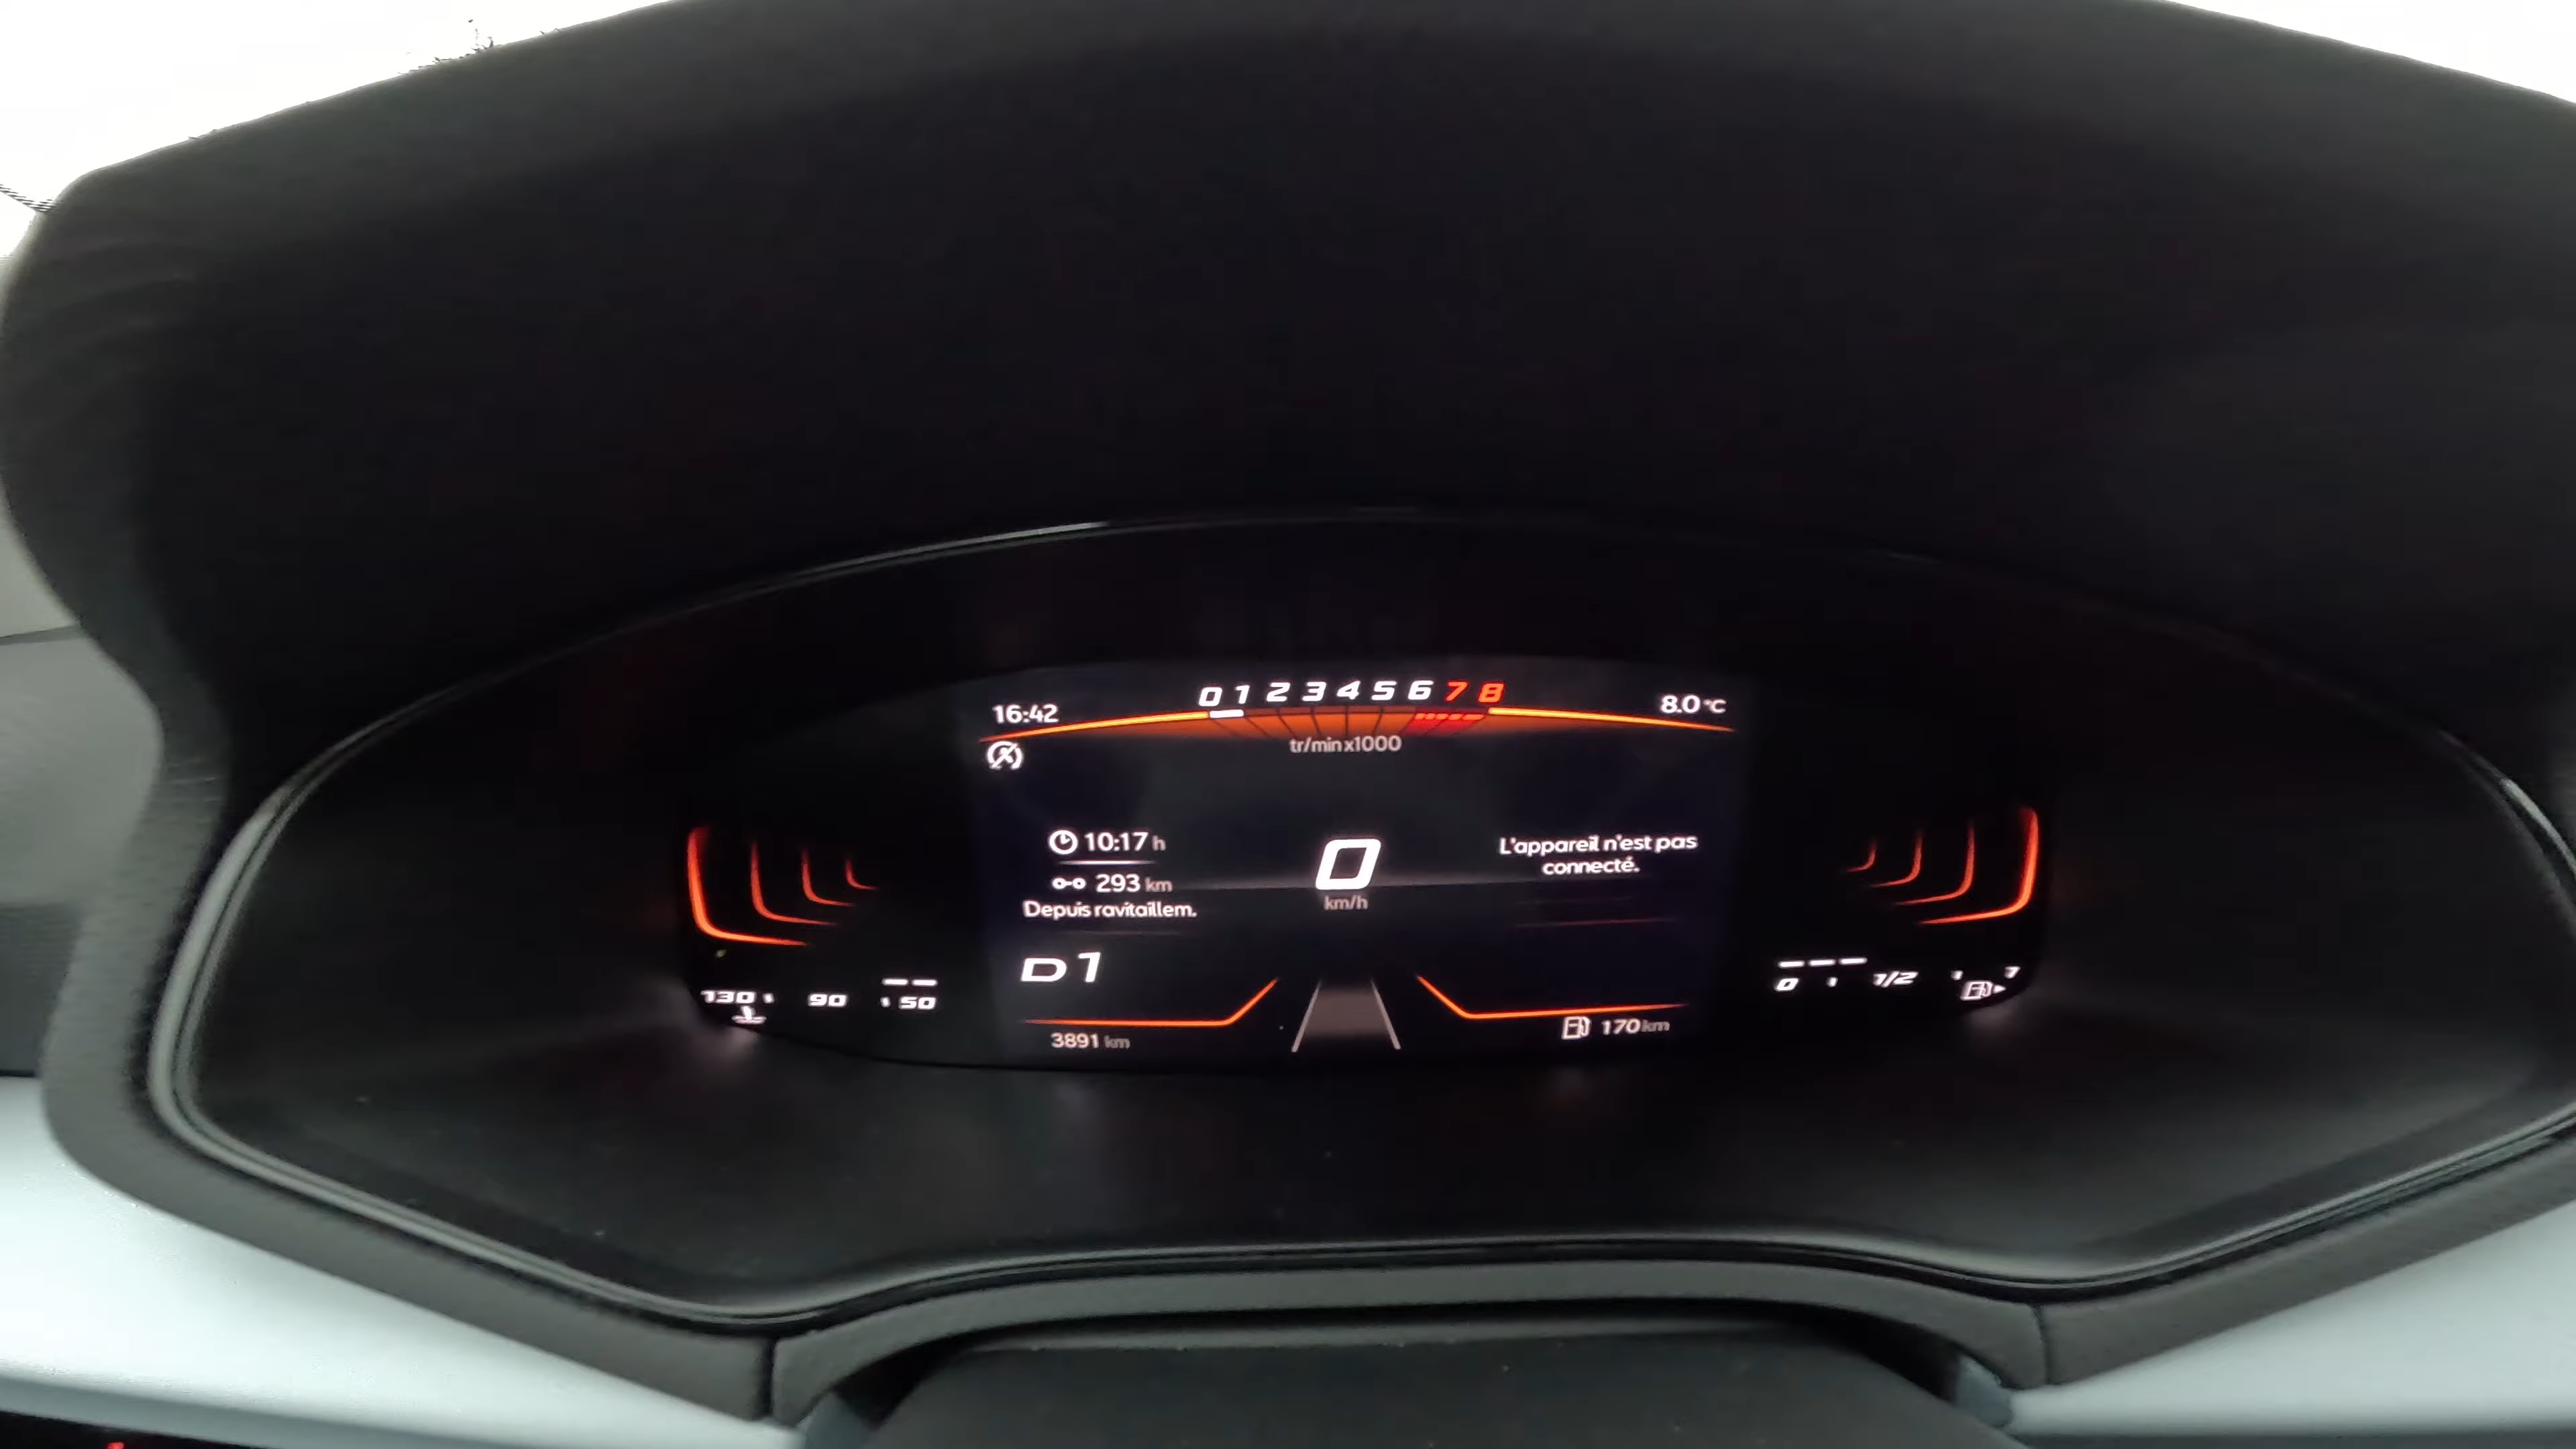 0 1 2 3 4 5 6 7 8
16:42
8.0 °C
tr/min x1000
10:17 h
293 km
Depuis ravitaillem.
0
km/h
L'appareil n'est pas
connecté.
D1
130 90 50
0 1/2 1
3891 km
170 km